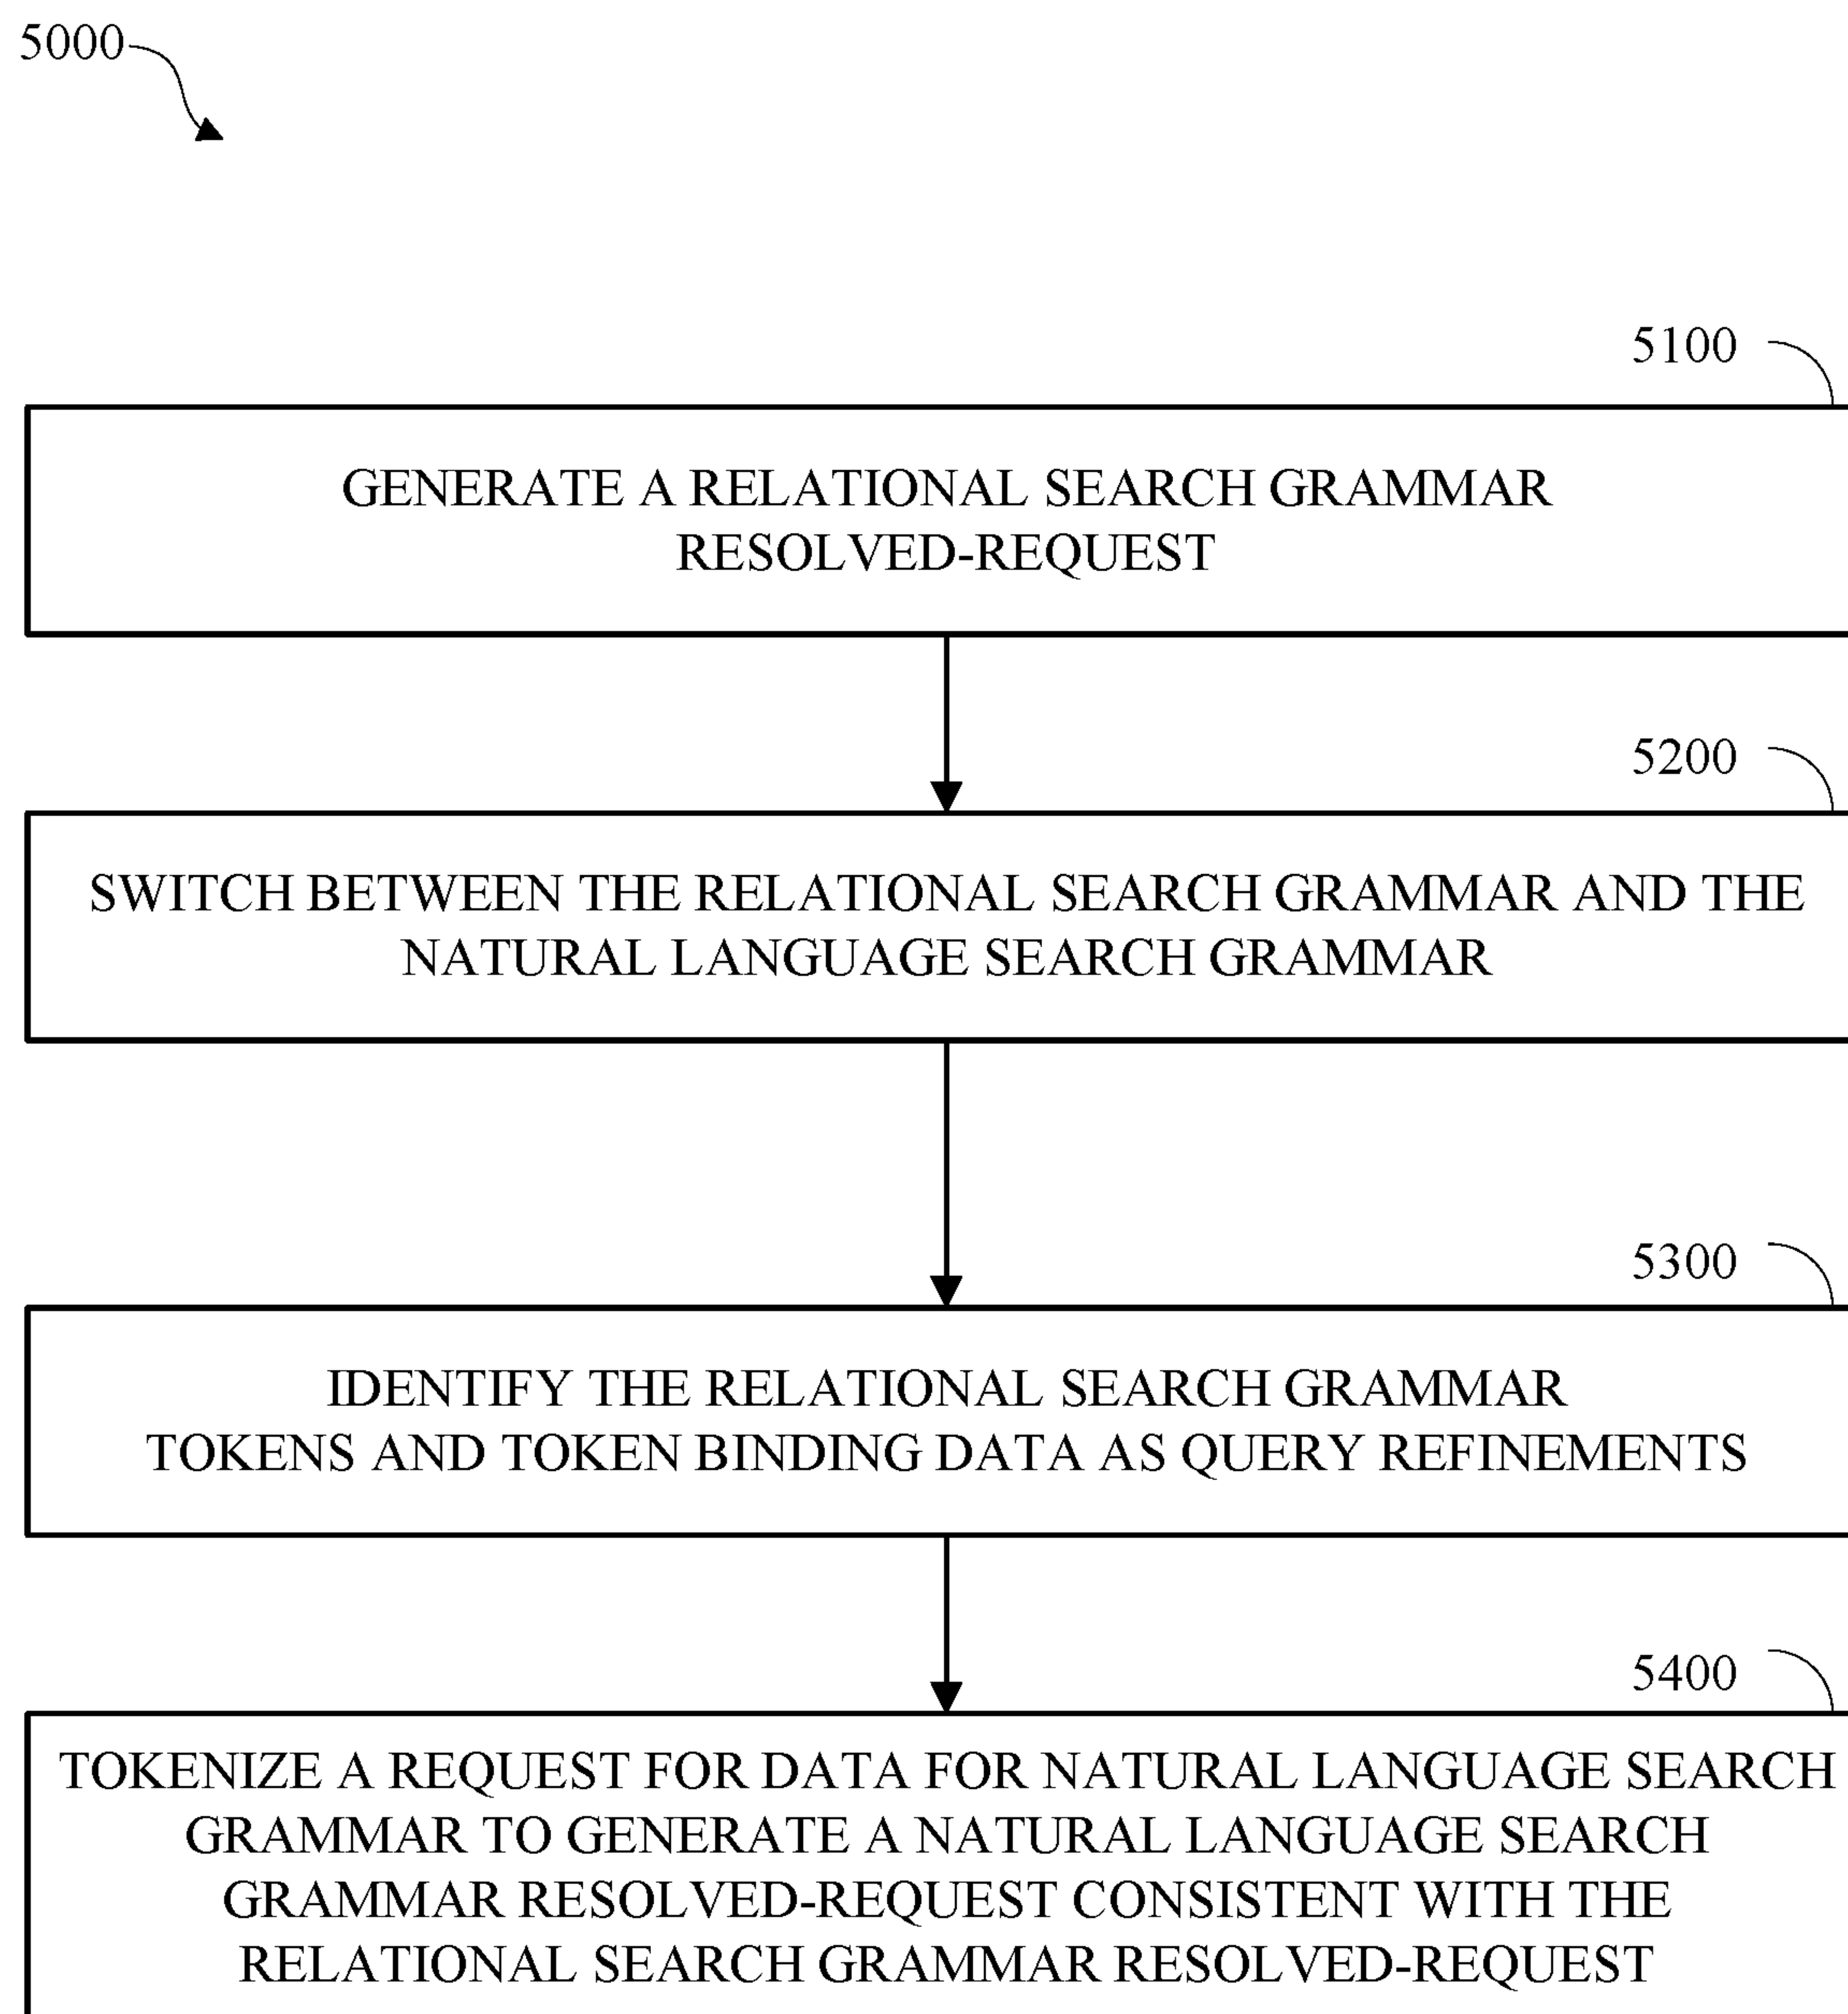 5000
5100
GENERATE A RELATIONAL SEARCH GRAMMAR
RESOLVED-REQUEST
5200
SWITCH BETWEEN THE RELATIONAL SEARCH GRAMMAR AND THE
NATURAL LANGUAGE SEARCH GRAMMAR
5300
IDENTIFY THE RELATIONAL SEARCH GRAMMAR
TOKENS AND TOKEN BINDING DATA AS QUERY REFINEMENTS
5400
TOKENIZE A REQUEST FOR DATA FOR NATURAL LANGUAGE SEARCH
GRAMMAR TO GENERATE A NATURAL LANGUAGE SEARCH
GRAMMAR RESOLVED-REQUEST CONSISTENT WITH THE
RELATIONAL SEARCH GRAMMAR RESOLVED-REQUEST